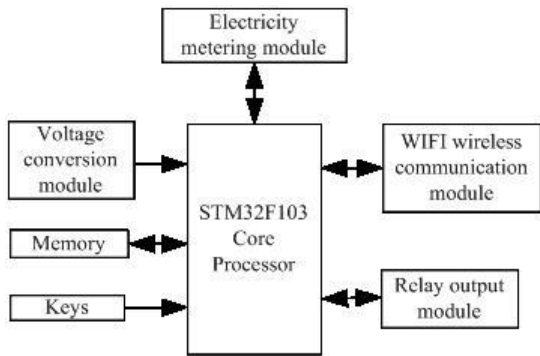 Electricity
metering module
Voltage
conversion
module
STM32F103
Core
Processor
WIFI wireless
communication
module
Memory
Keys
Relay output
module